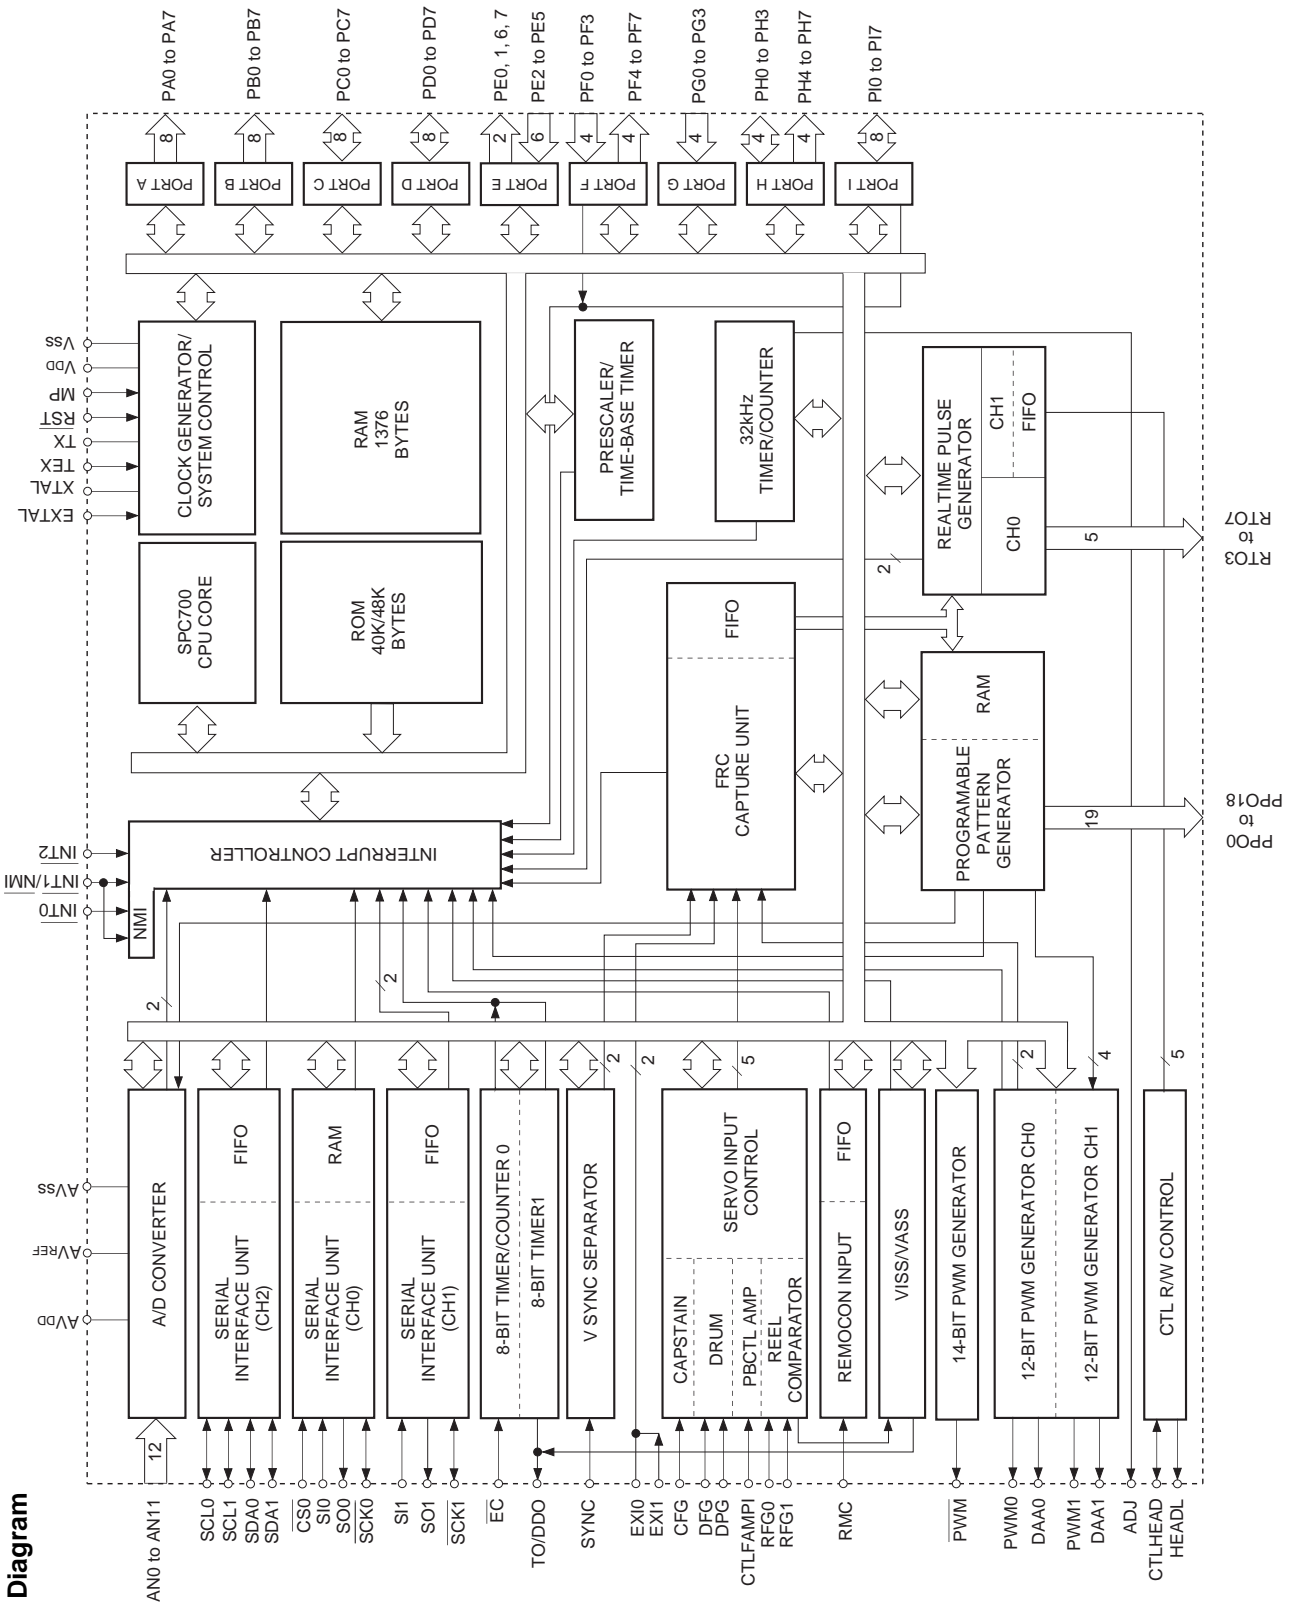 Diagram
AN0 to AN11
SCL0
SCL1
SDA0
SDA1
CS0
SI0
SO0
SCK0
SI1
SO1
SCK1
EC
TO/DDO
SYNC
EXI0
EXI1
CFG
DFG
DPG
CTLFAMPI
RFG0
RFG1
RMC
PWM
PWM0
DAA0
PWM1
DAA1
ADJ
CTLHEAD
HEADL
12
A/D CONVERTER
SERIAL
INTERFACE UNIT
(CH2)
FIFO
SERIAL
INTERFACE UNIT
(CH0)
RAM
SERIAL
INTERFACE UNIT
(CH1)
FIFO
8-BIT TIMER/COUNTER 0
8-BIT TIMER1
V SYNC SEPARATOR
CAPSTAIN
DRUM
PBCTL AMP
REEL
COMPARATOR
SERVO INPUT
CONTROL
REMOCON INPUT
FIFO
VISS/VASS
14-BIT PWM GENERATOR
12-BIT PWM GENERATOR CH0
12-BIT PWM GENERATOR CH1
CTL R/W CONTROL
AVDD
AVREF
AVSS
2
2
2
2
5
2
4
5
NMI
INTERRUPT CONTROLLER
INT0
INT1/NMI
INT2
FRC
CAPTURE UNIT
FIFO
PROGRAMABLE
PATTERN
GENERATOR
RAM
19
PPO0
to
PPO18
SPC700
CPU CORE
ROM
40K/48K
BYTES
CLOCK GENERATOR/
SYSTEM CONTROL
RAM
1376
BYTES
PRESCALER/
TIME-BASE TIMER
32kHz
TIMER/COUNTER
REALTIME PULSE
GENERATOR
CH0
CH1
FIFO
2
5
RTO3
to
RTO7
EXTAL
XTAL
TEX
TX
RST
MP
VDD
VSS
PORT A
PORT B
PORT C
PORT D
PORT E
PORT F
PORT G
PORT H
PORT I
8
8
8
8
2
6
4
4
4
4
4
8
PA0 to PA7
PB0 to PB7
PC0 to PC7
PD0 to PD7
PE0, 1, 6, 7
PE2 to PE5
PF0 to PF3
PF4 to PF7
PG0 to PG3
PH0 to PH3
PH4 to PH7
PI0 to PI7